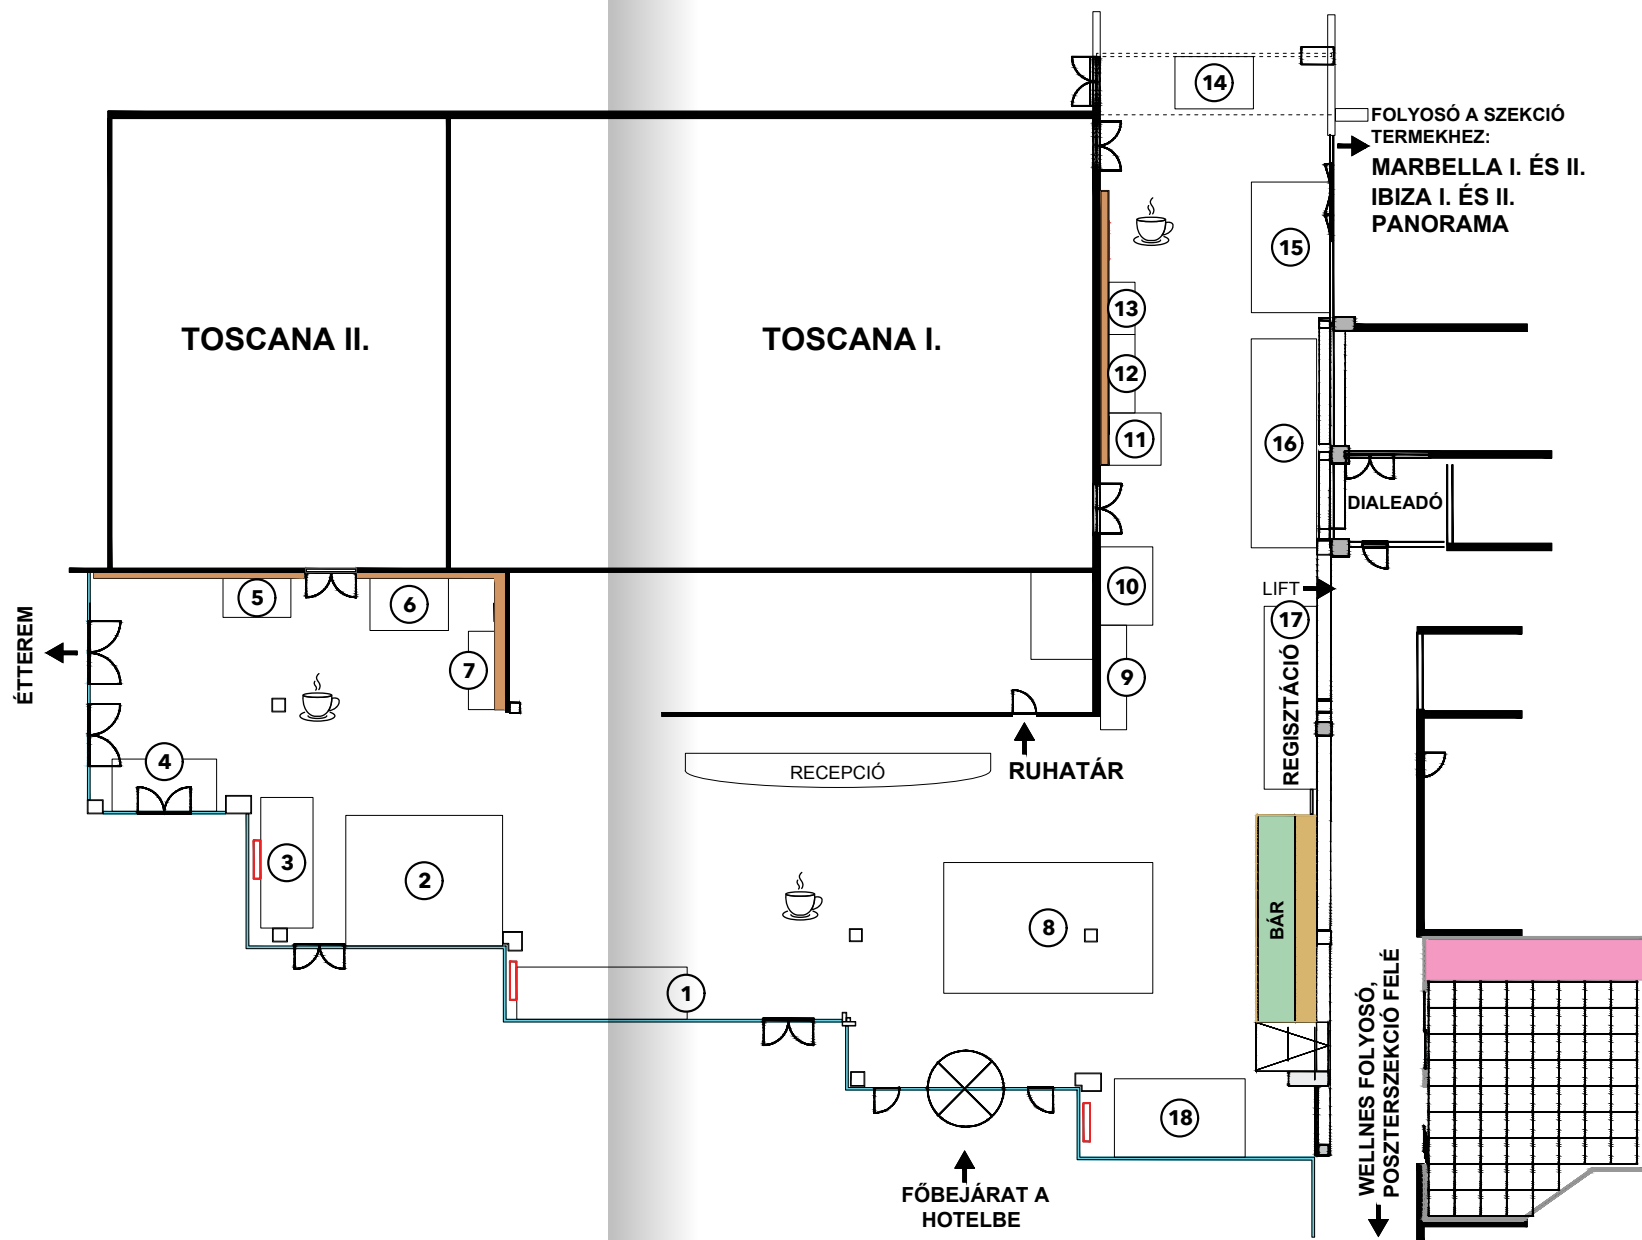 14
FOLYOSÓ A SZEKCIÓ
TERMEKHEZ:
MARBELLA I. ÉS II.
IBIZA I. ÉS II.
PANORAMA
15
13
TOSCANA II.
TOSCANA I.
12
11
16
DIALEADÓ
10
LIFT
5
6
17
REGISZTÁCIÓ
ÉTTEREM
7
9
4
RECEPCIÓ
RUHATÁR
3
2
8
BÁR
1
WELLNES FOLYOSÓ,
POSZTERSZEKCIÓ FELÉ
18
FŐBEJÁRAT A
HOTELBE